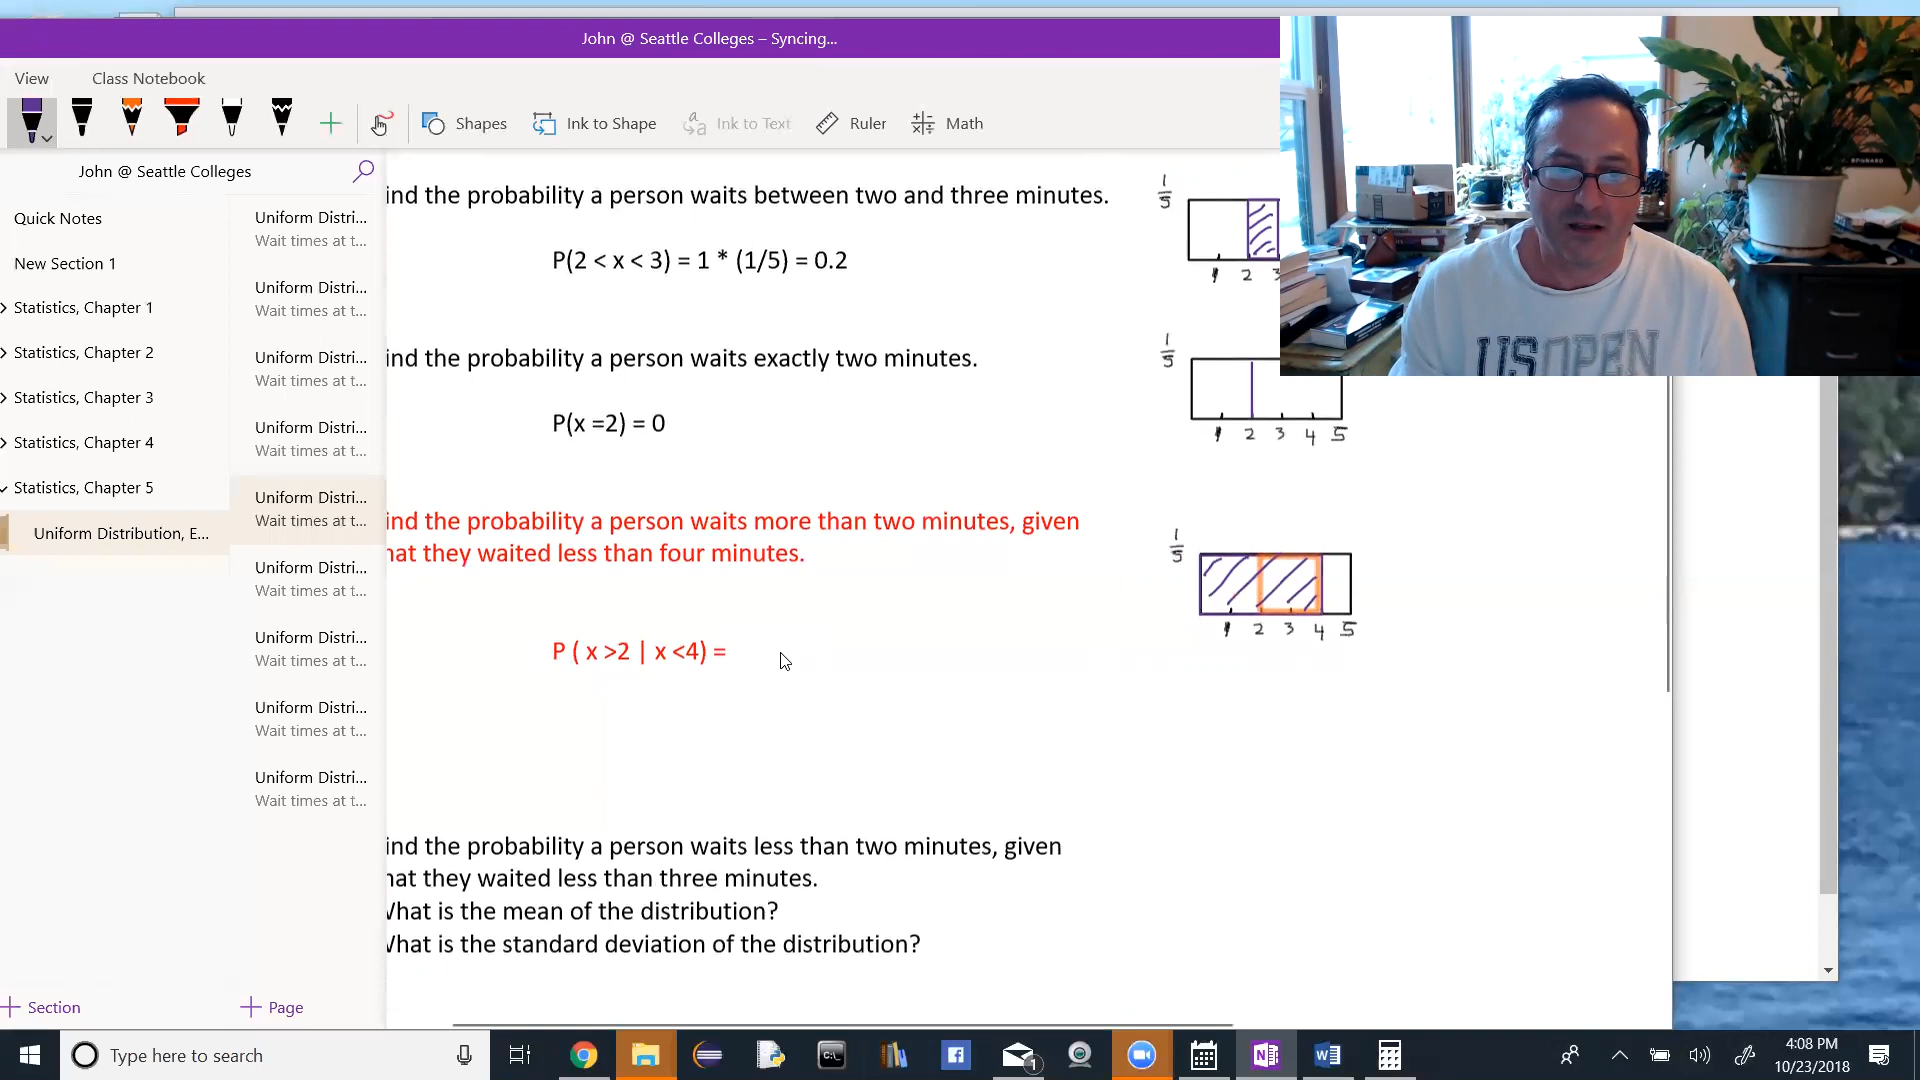 John @ Seattle Colleges – Syncing...
View
Class Notebook
Shapes
Ink to Shape
Ink to Text
Ruler
Math
John @ Seattle Colleges
Quick Notes
New Section 1
Statistics, Chapter 1
Statistics, Chapter 2
Statistics, Chapter 3
Statistics, Chapter 4
Statistics, Chapter 5
Uniform Distribution, E...
Section
Uniform Distri...
Wait times at t...
Uniform Distri...
Wait times at t...
Uniform Distri...
Wait times at t...
Uniform Distri...
Wait times at t...
Uniform Distri...
Wait times at t...
Uniform Distri...
Wait times at t...
Uniform Distri...
Wait times at t...
Uniform Distri...
Wait times at t...
Uniform Distri...
Wait times at t...
Page
ind the probability a person waits between two and three minutes.
P(2 < x < 3) = 1 * (1/5) = 0.2
1/5
1 2 3
ind the probability a person waits exactly two minutes.
P(x =2) = 0
1/5
1 2 3 4 5
ind the probability a person waits more than two minutes, given
hat they waited less than four minutes.
P ( x >2 | x <4) =
1/5
1 2 3 4 5
ind the probability a person waits less than two minutes, given
hat they waited less than three minutes.
What is the mean of the distribution?
What is the standard deviation of the distribution?
US OPEN
Type here to search
1
4:08 PM
10/23/2018